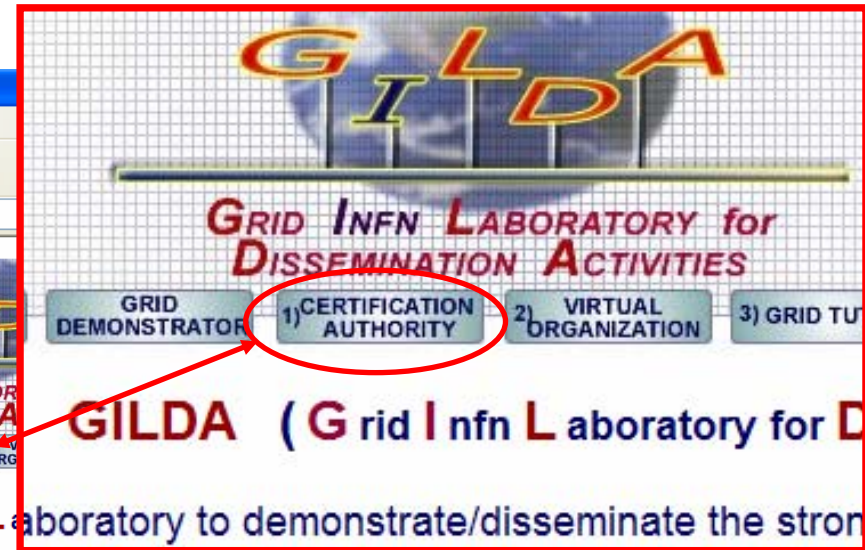 GILDA
GRID INFN LABORATORY for
DISSEMINATION ACTIVITIES
GRID
DEMONSTRATOR
1) CERTIFICATION
AUTHORITY
2) VIRTUAL
ORGANIZATION
3) GRID TU
GILDA ( G rid I nfn L aboratory for D
L aboratory to demonstrate/disseminate the stron